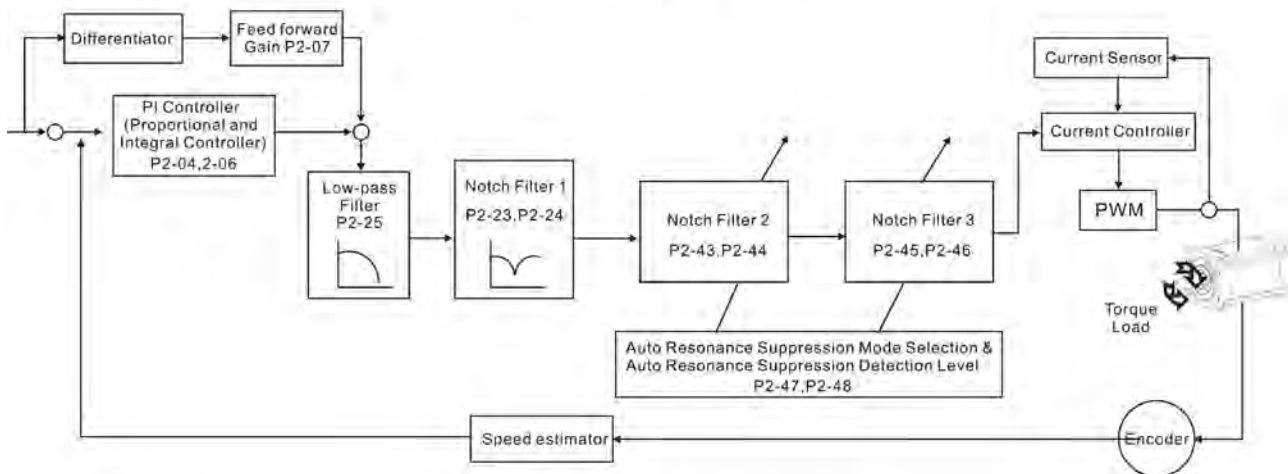 Differentiator
Feed forward
Gain P2-07
Current Sensor
PI Controller
(Proportional and
Integral Controller)
P2-04,2-06
Current Controller
Low-pass
Filter
P2-25
Notch Filter 1
P2-23,P2-24
Notch Filter 2
P2-43,P2-44
Notch Filter 3
P2-45,P2-46
PWM
Torque
Load
Auto Resonance Suppression Mode Selection &
Auto Resonance Suppression Detection Level
P2-47,P2-48
Speed estimator
Encoder